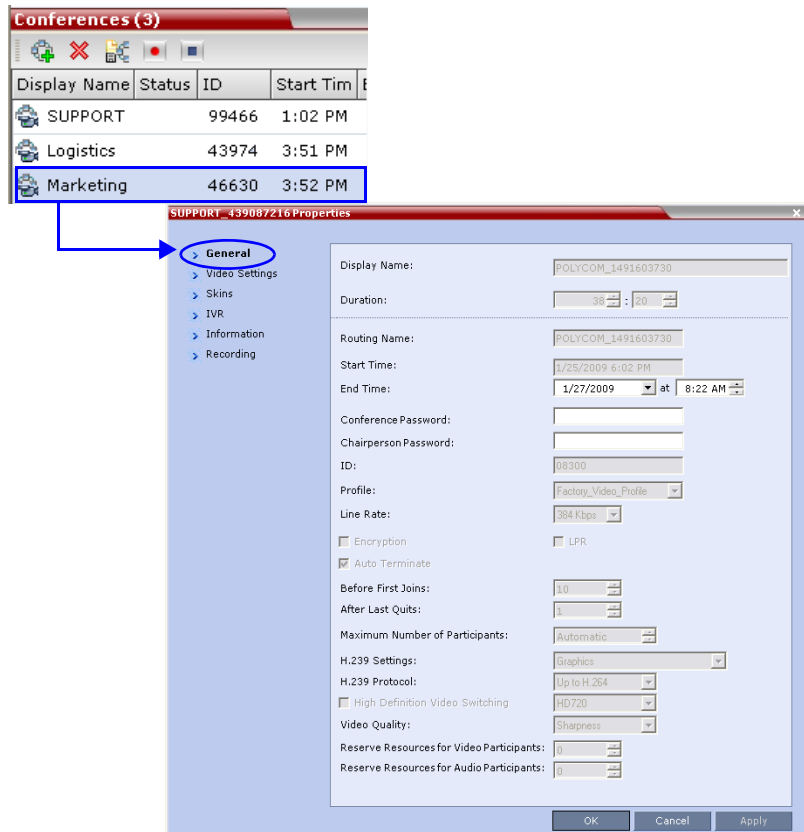 Conferences (3)
Display Name Status ID Start Tim E
SUPPORT 99466 1:02 PM
Logistics 43974 3:51 PM
Marketing 46630 3:52 PM
SUPPORT_439087216 Properties
General
Video Settings
Skins
IVR
Information
Recording
Display Name: POLYCOM_1491603730
Duration: 38 : 20
Routing Name: POLYCOM_1491603730
Start Time: 1/25/2009 6:02 PM
End Time: 1/27/2009 at 8:22 AM
Conference Password:
Chairperson Password:
ID: 08300
Profile: Factory_Video_Profile
Line Rate: 384 Kbps
Encryption LPR
Auto Terminate
Before First Joins: 10
After Last Quits: 1
Maximum Number of Participants: Automatic
H.239 Settings: Graphics
H.239 Protocol: Up to H.264
High Definition Video Switching HD720
Video Quality: Sharpness
Reserve Resources for Video Participants: 0
Reserve Resources for Audio Participants: 0
OK Cancel Apply